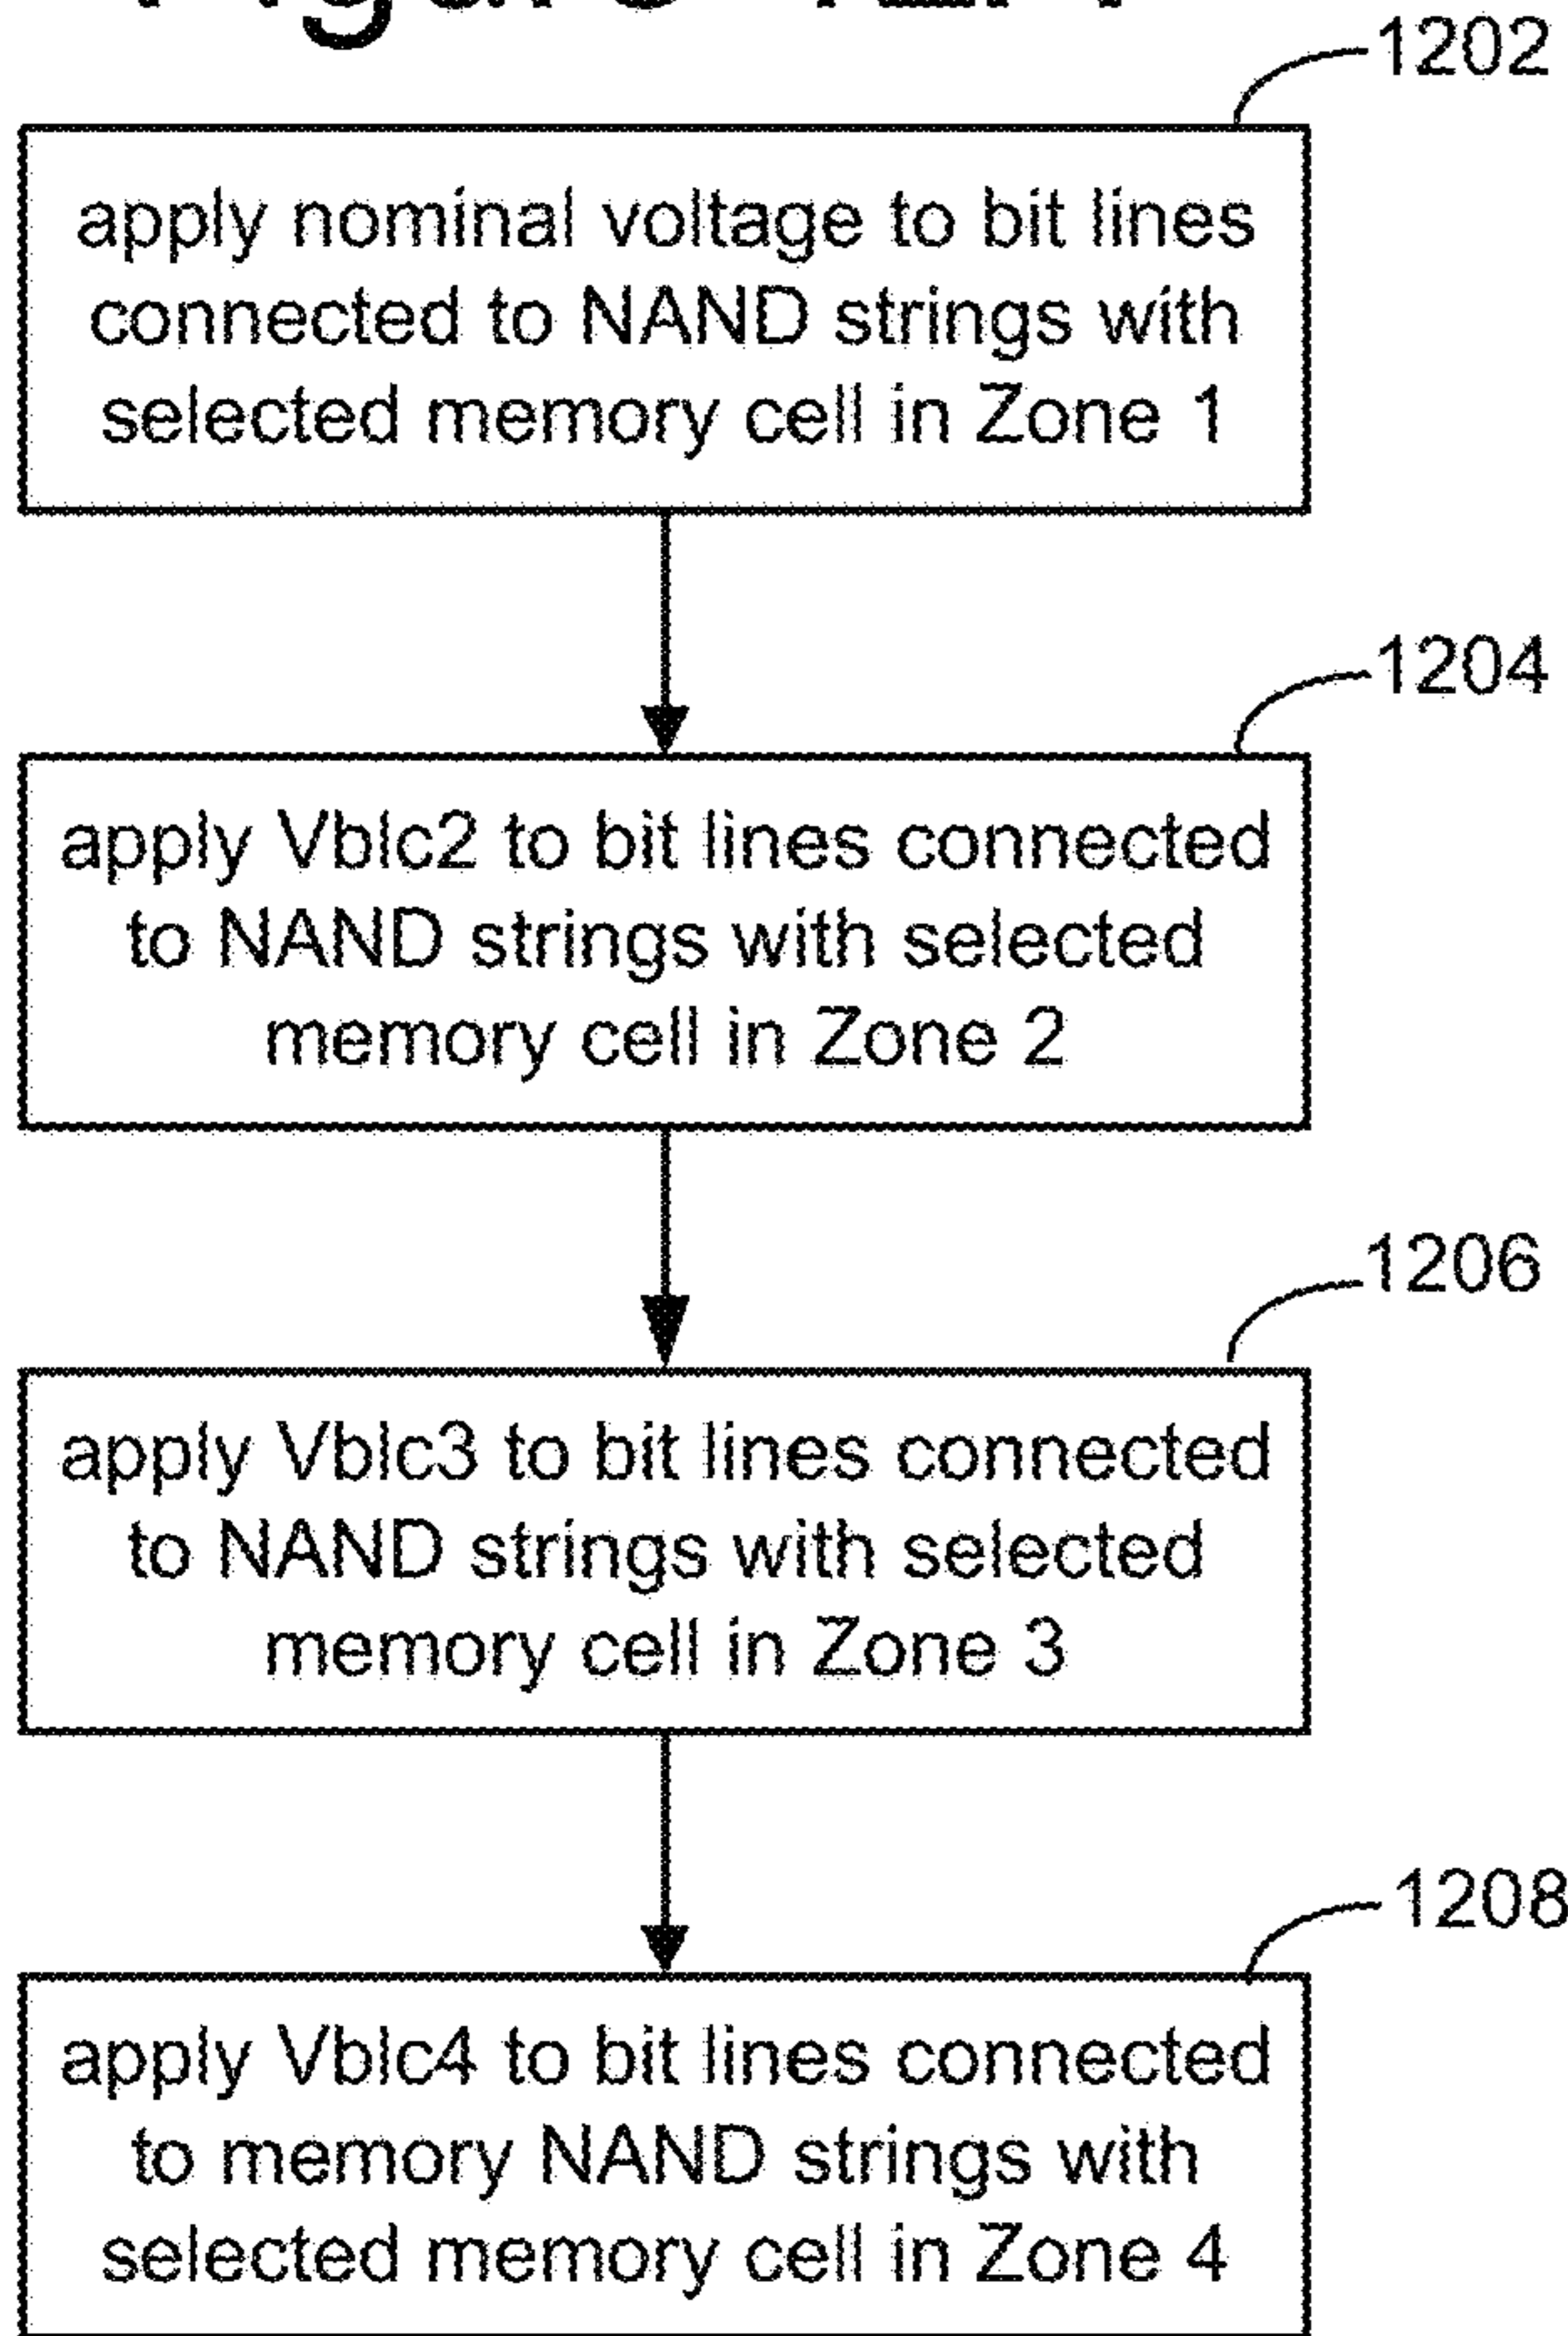 1202
apply nominal voltage to bit lines
connected to NAND strings with
selected memory cell in Zone 1
1204
apply Vblc2 to bit lines connected
to NAND strings with selected
memory cell in Zone 2
1206
apply Vblc3 to bit lines connected
to NAND strings with selected
memory cell in Zone 3
1208
apply Vblc4 to bit lines connected
to memory NAND strings with
selected memory cell in Zone 4